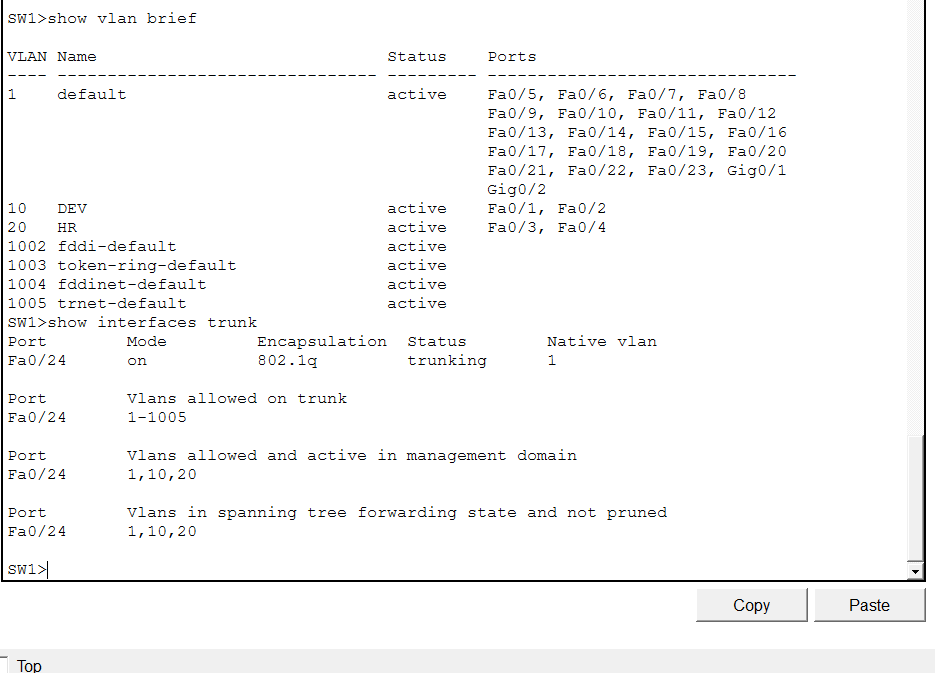 SW1>show vlan brief
VLAN Name                             Status    Ports
---- -------------------------------- --------- -------------------------------
1    default                          active    Fa0/5, Fa0/6, Fa0/7, Fa0/8
                                                Fa0/9, Fa0/10, Fa0/11, Fa0/12
                                                Fa0/13, Fa0/14, Fa0/15, Fa0/16
                                                Fa0/17, Fa0/18, Fa0/19, Fa0/20
                                                Fa0/21, Fa0/22, Fa0/23, Gig0/1
                                                Gig0/2
10   DEV                              active    Fa0/1, Fa0/2
20   HR                               active    Fa0/3, Fa0/4
1002 fddi-default                     active
1003 token-ring-default               active
1004 fddinet-default                  active
1005 trnet-default                    active
SW1>show interfaces trunk
Port        Mode         Encapsulation  Status        Native vlan
Fa0/24      on           802.1q         trunking      1
Port        Vlans allowed on trunk
Fa0/24      1-1005
Port        Vlans allowed and active in management domain
Fa0/24      1,10,20
Port        Vlans in spanning tree forwarding state and not pruned
Fa0/24      1,10,20
SW1>
Copy Paste
Top